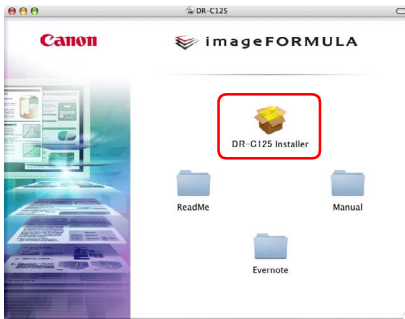 DR-C125
Canon
imageFORMULA
DR-C125 Installer
ReadMe
Manual
Evernote